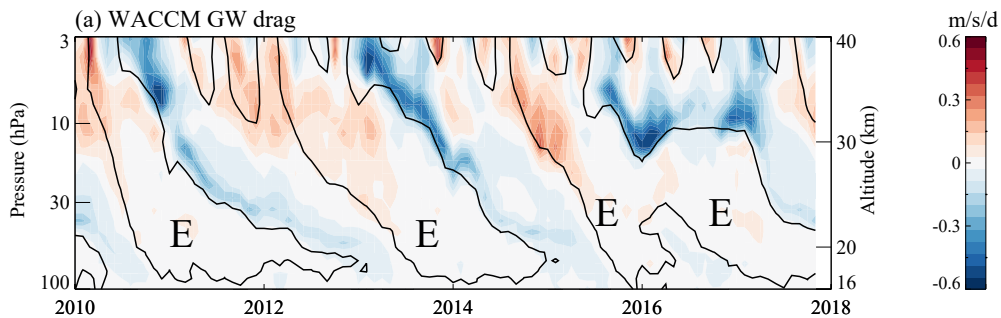 (a) WACCM GW drag
m/s/d
Pressure (hPa)
3
10
30
100
E
E
E
E
40
30
20
16
Altitude (km)
0.6
0.3
0
-0.3
-0.6
2010
2012
2014
2016
2018